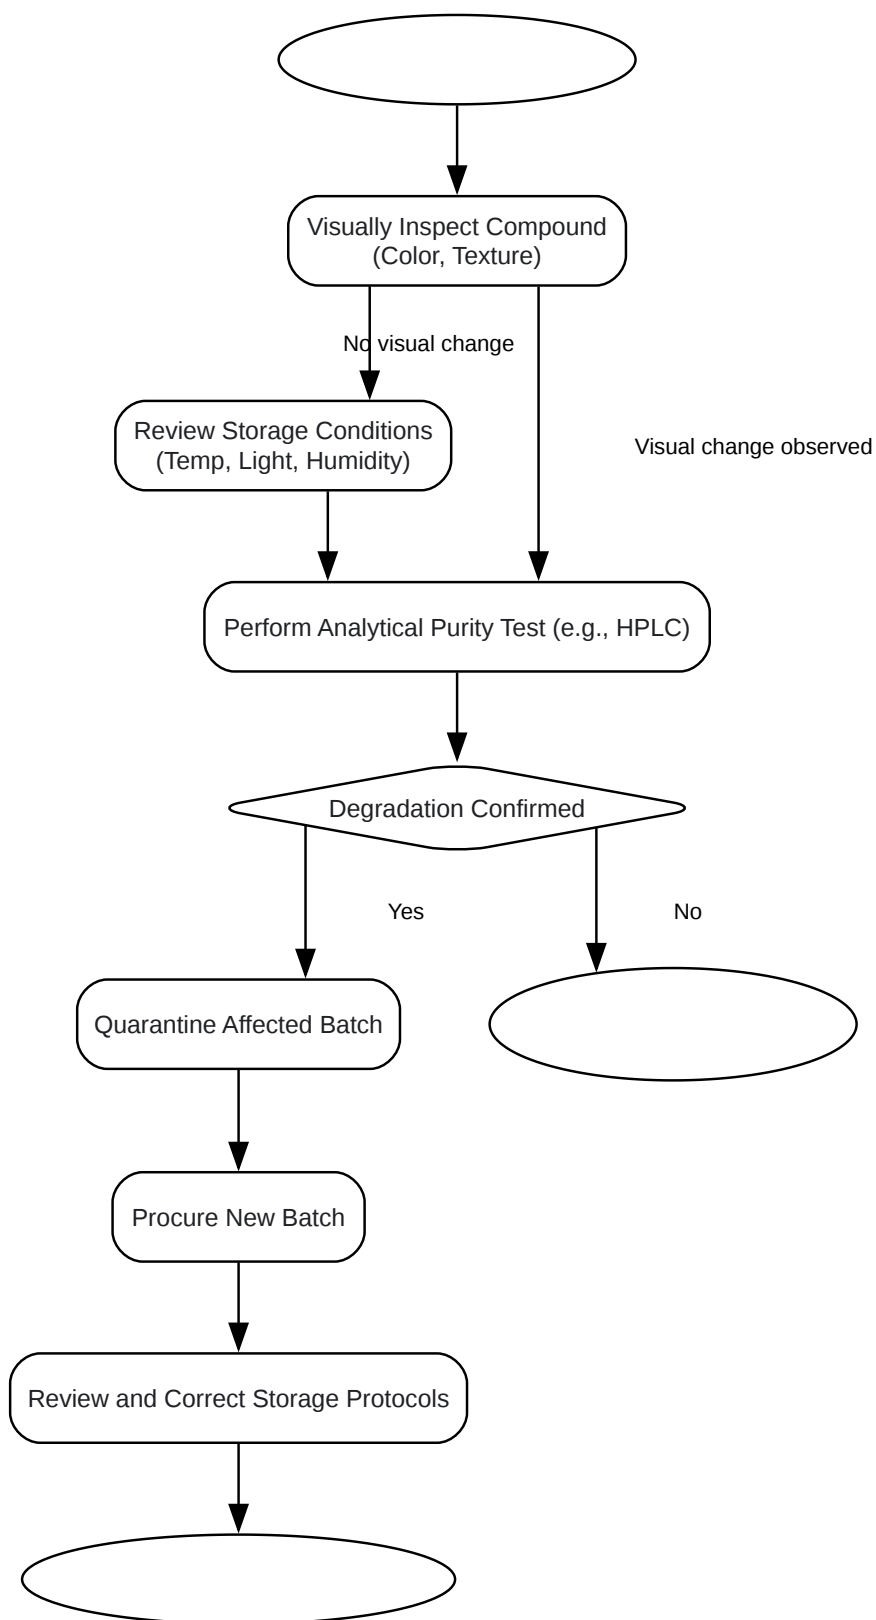 Visually Inspect Compound
(Color, Texture)
No visual change
Review Storage Conditions
(Temp, Light, Humidity)
Visual change observed
Perform Analytical Purity Test (e.g., HPLC)
Degradation Confirmed
Yes
No
Quarantine Affected Batch
Procure New Batch
Review and Correct Storage Protocols